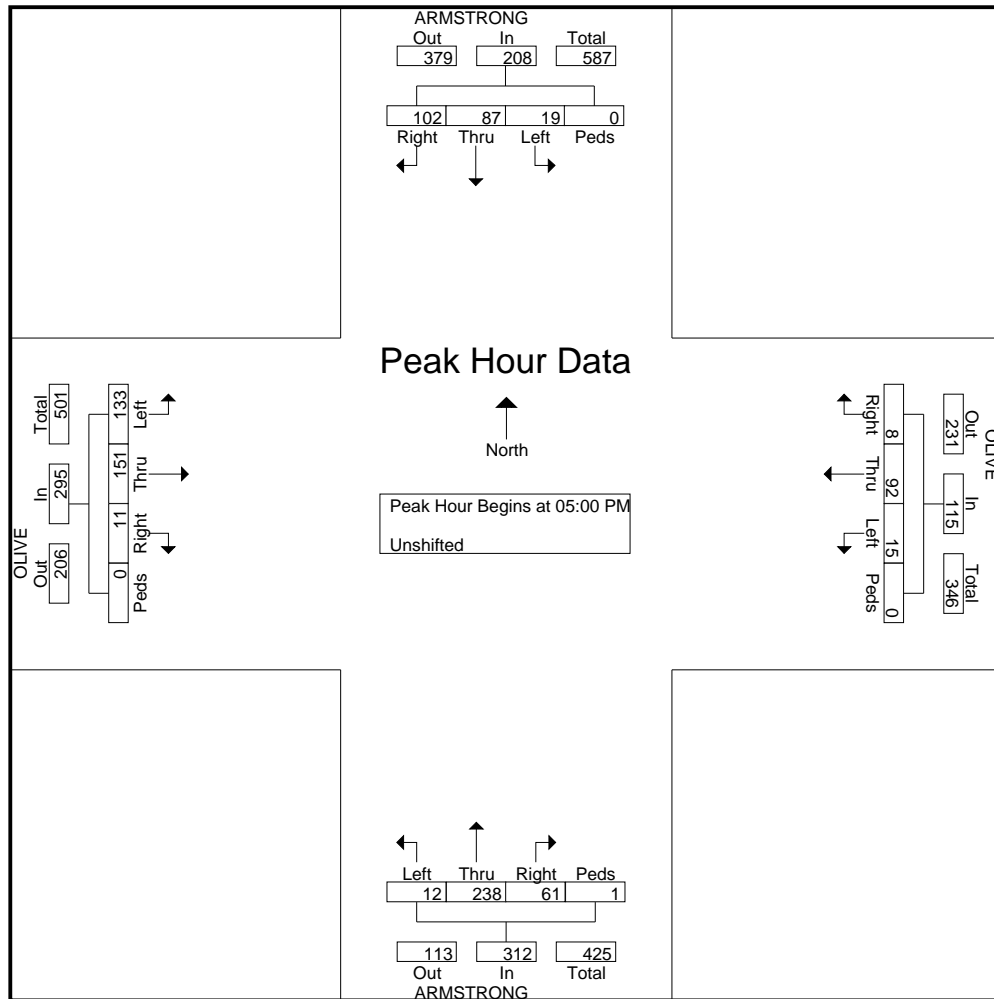 ARMSTRONG
Out In Total
379 208 587
102 87 19 0
Right Thru Left Peds
Peak Hour Data
North
Peak Hour Begins at 05:00 PM
Unshifted
OLIVE
Total In Out
501 295 206
133 151 11 0
Left Thru Right Peds
OLIVE
Out In Total
231 115 346
8 92 15 0
Right Thru Left Peds
Left Thru Right Peds
12 238 61 1
113 312 425
Out In Total
ARMSTRONG